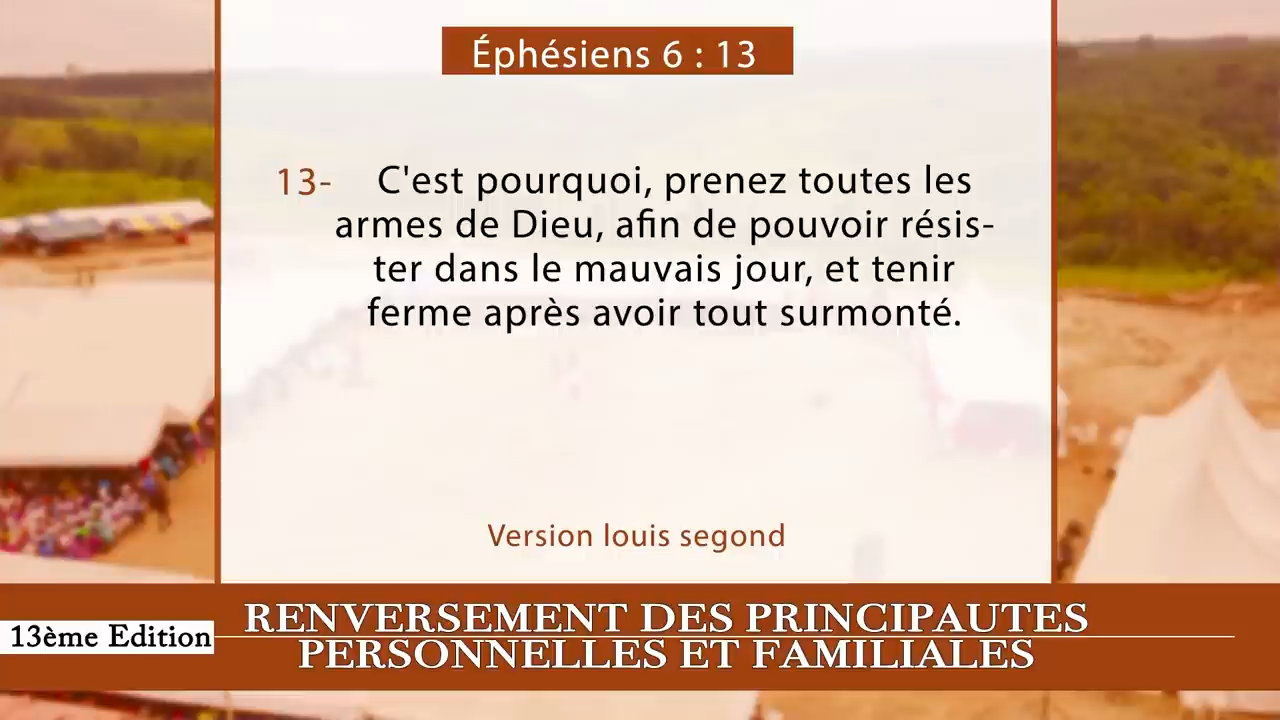 Éphésiens 6 : 13
13- C'est pourquoi, prenez toutes les
armes de Dieu, afin de pouvoir résis-
ter dans le mauvais jour, et tenir
ferme après avoir tout surmonté.
Version louis segond
13ème Edition
RENVERSEMENT DES PRINCIPAUTES
PERSONNELLES ET FAMILIALES